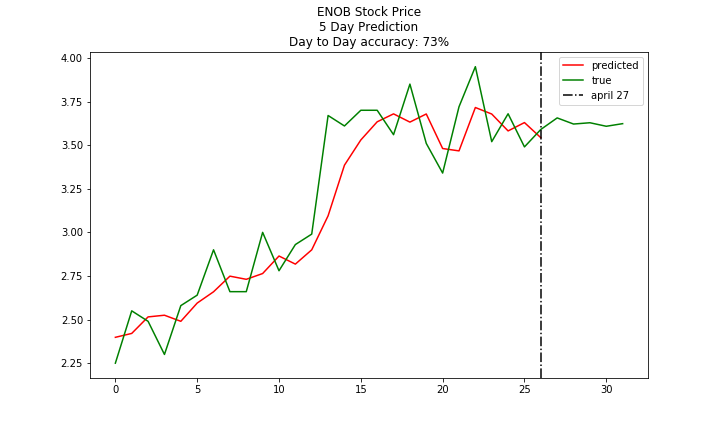 ENOB Stock Price
5 Day Prediction
Day to Day accuracy: 73%
4.00
3.75
3.50
3.25
3.00
2.75
2.50
2.25
predicted
true
april 27
0 5 10 15 20 25 30